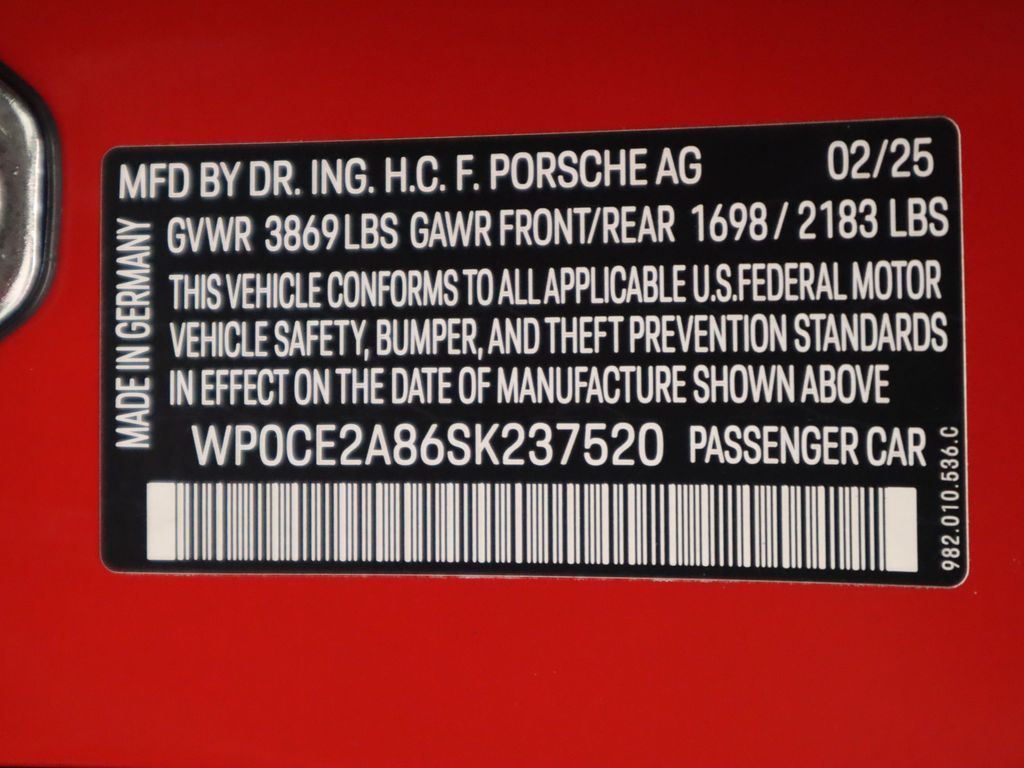 MFD BY DR. ING. H.C. F. PORSCHE AG 02/25
GVWR 3869 LBS GAWR FRONT/REAR 1698 / 2183 LBS
THIS VEHICLE CONFORMS TO ALL APPLICABLE U.S.FEDERAL MOTOR
VEHICLE SAFETY, BUMPER, AND THEFT PREVENTION STANDARDS
IN EFFECT ON THE DATE OF MANUFACTURE SHOWN ABOVE
WP0CE2A86SK237520 PASSENGER CAR
MADE IN GERMANY
982.010.536.C